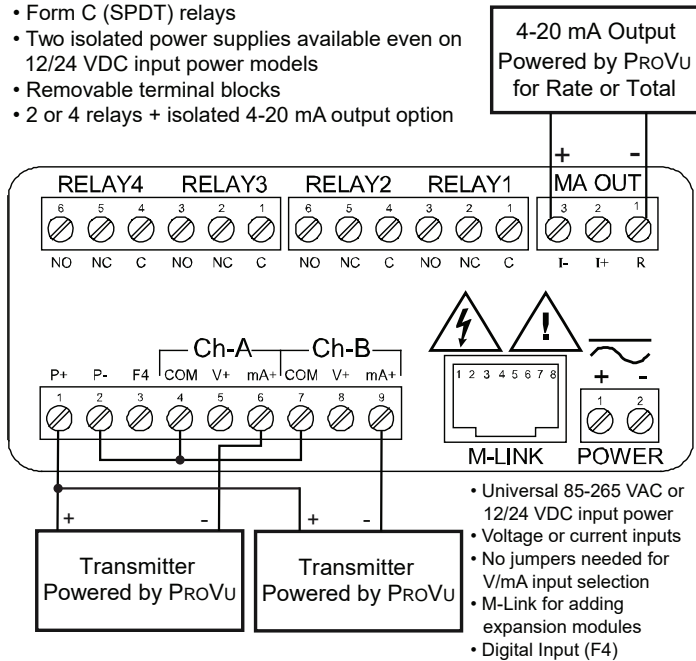 • Form C (SPDT) relays
• Two isolated power supplies available even on
12/24 VDC input power models
• Removable terminal blocks
• 2 or 4 relays + isolated 4-20 mA output option
4-20 mA Output
Powered by PROVU
for Rate or Total
+ -
RELAY4 RELAY3 RELAY2 RELAY1 MA OUT
6 5 4 3 2 1 6 5 4 3 2 1 3 2 1
NO NC C NO NC C NO NC C NO NC C I- I+ R
Ch-A Ch-B
P+ P- F4 COM V+ mA+ COM V+ mA+
1 2 3 4 5 6 7 8 9
1 2 3 4 5 6 7 8
+ -
1 2
M-LINK POWER
+ - + -
Transmitter
Powered by PROVU
Transmitter
Powered by PROVU
• Universal 85-265 VAC or
12/24 VDC input power
• Voltage or current inputs
• No jumpers needed for
V/mA input selection
• M-Link for adding
expansion modules
• Digital Input (F4)